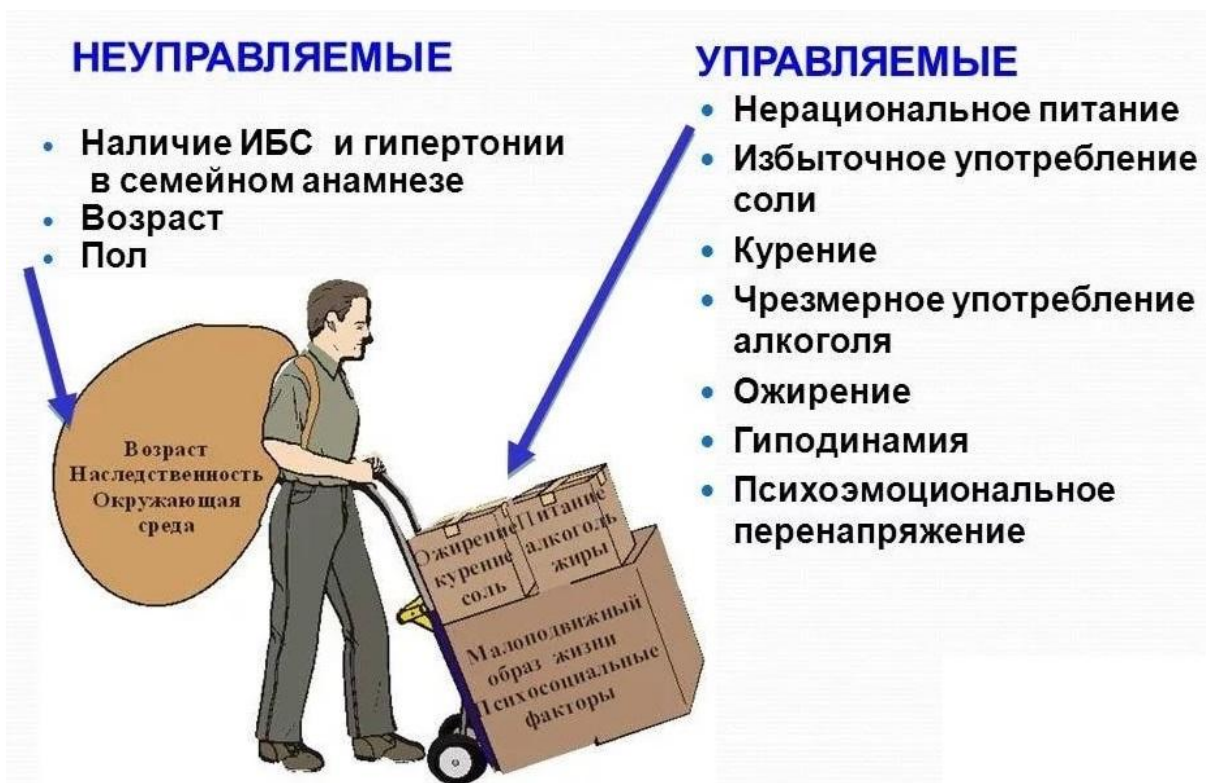 НЕУПРАВЛЯЕМЫЕ
Наличие ИБС и гипертонии
в семейном анамнезе
Возраст
Пол
УПРАВЛЯЕМЫЕ
Нерациональное питание
Избыточное употребление
соли
Курение
Чрезмерное употребление
алкоголя
Ожирение
Гиподинамия
Психоэмоциональное
перенапряжение
Возраст
Наследственность
Окружающая
среда
Ожирение
курение
соль
Питание
алкоголь
жиры
Малоподвижный
образ жизни
Психосоциальные
факторы